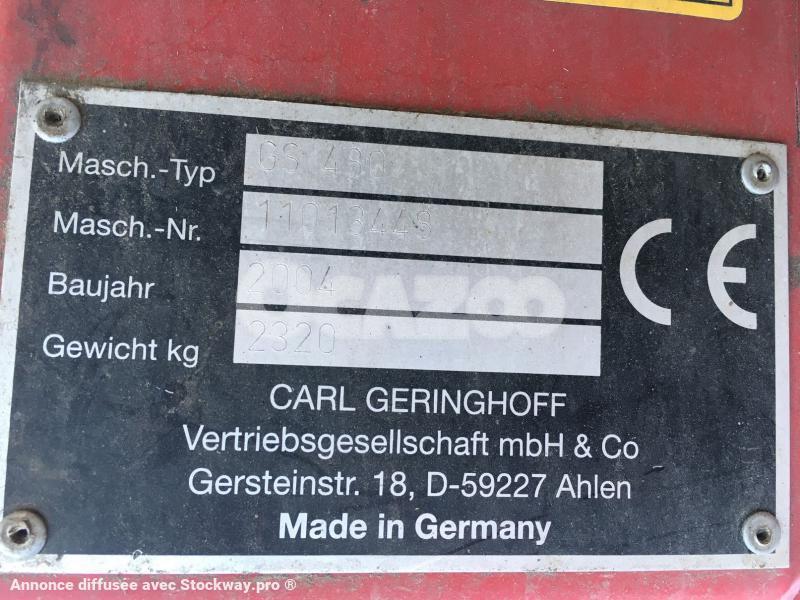 Masch.-Typ GS 480
Masch.-Nr. 11013448
Baujahr 2004
Gewicht kg 2320
CE
CARL GERINGHOFF
Vertriebsgesellschaft mbH & Co
Gersteinstr. 18, D-59227 Ahlen
Made in Germany
Annonce diffusée avec Stockway.pro ®